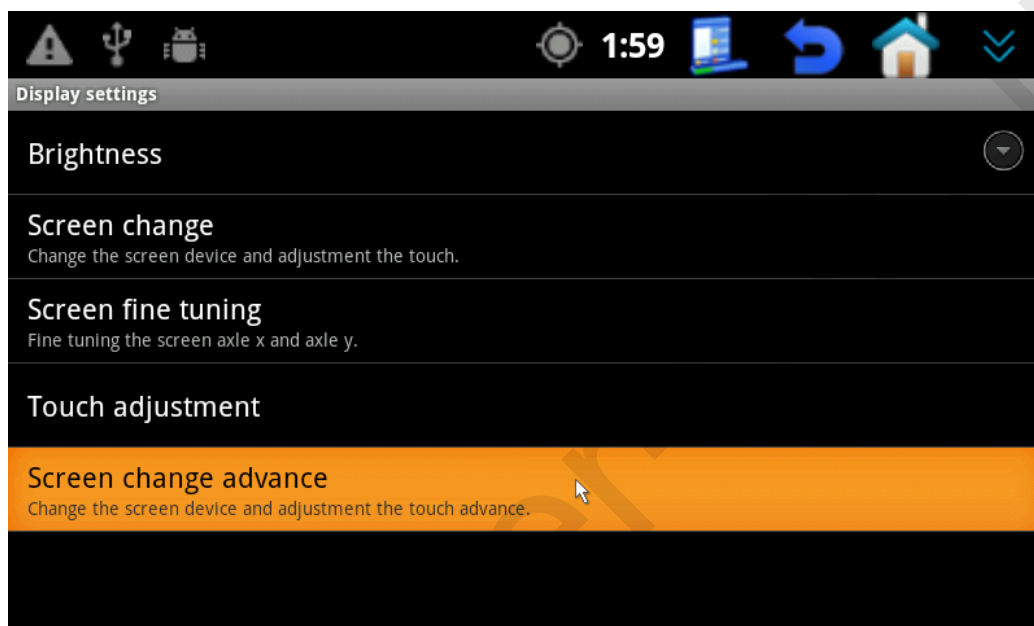 1:59
Display settings
Brightness
Screen change
Change the screen device and adjustment the touch.
Screen fine tuning
Fine tuning the screen axle x and axle y.
Touch adjustment
Screen change advance
Change the screen device and adjustment the touch advance.